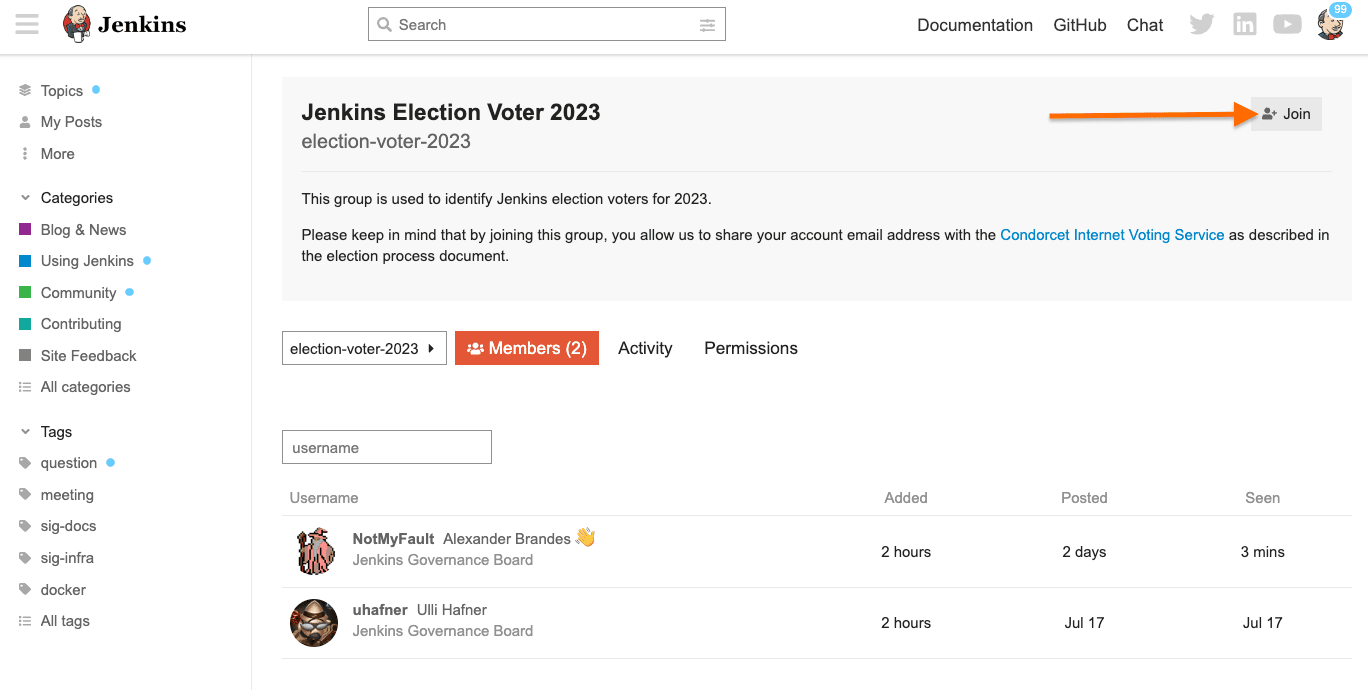 Jenkins
Search
Documentation
GitHub
Chat
99
Topics
My Posts
More
Categories
Blog & News
Using Jenkins
Community
Contributing
Site Feedback
All categories
Tags
question
meeting
sig-docs
sig-infra
docker
All tags
Jenkins Election Voter 2023
Join
election-voter-2023
This group is used to identify Jenkins election voters for 2023.
Please keep in mind that by joining this group, you allow us to share your account email address with the Condorcet Internet Voting Service as described in
the election process document.
election-voter-2023
Members (2)
Activity
Permissions
username
Username Added Posted Seen
NotMyFault Alexander Brandes
Jenkins Governance Board
2 hours 2 days 3 mins
uhafner Ulli Hafner
Jenkins Governance Board
2 hours Jul 17 Jul 17